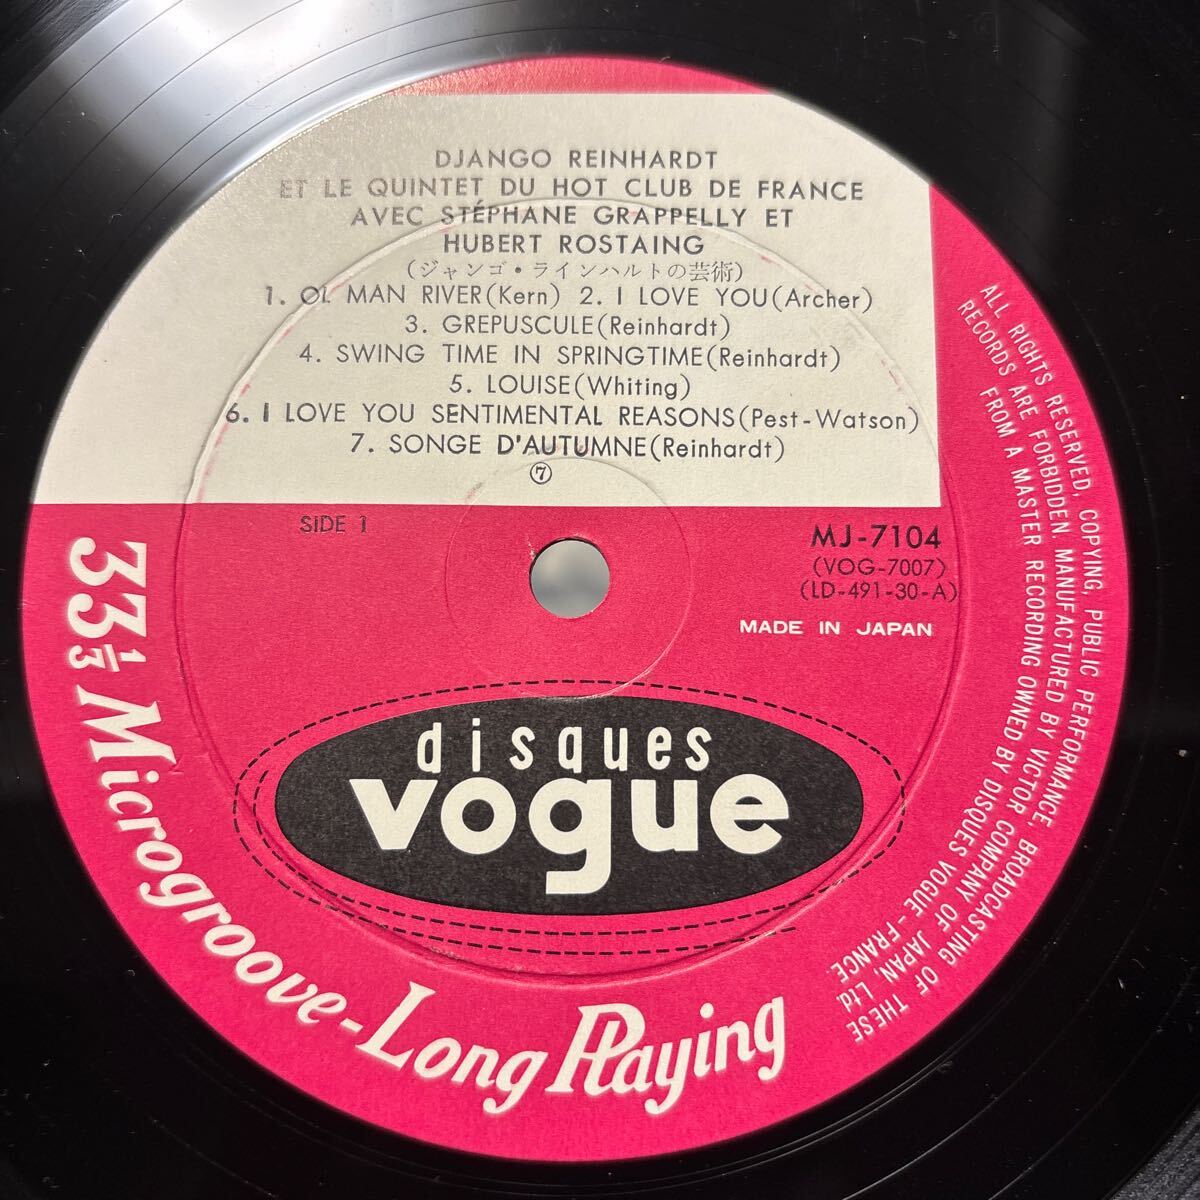 DJANGO REINHARDT
ET LE QUINTET DU HOT CLUB DE FRANCE
AVEC STÉPHANE GRAPPELLY ET
HUBERT ROSTAING
(ジャンゴ・ラインハルトの芸術)
1. OL' MAN RIVER(Kern) 2. I LOVE YOU(Archer)
3. GREPUSCULE(Reinhardt)
4. SWING TIME IN SPRINGTIME(Reinhardt)
5. LOUISE(Whiting)
6. I LOVE YOU SENTIMENTAL REASONS(Pest-Watson)
7. SONGE D'AUTUMNE(Reinhardt)
⑦
SIDE 1
MJ-7104
(VOG-7007)
(LD-491-30-A)
MADE IN JAPAN
disques
vogue
33 1/3 Microgroove-Long Playing
ALL RIGHTS RESERVED, COPYING, PUBLIC PERFORMANCE, BROADCASTING OF THESE
RECORDS ARE FORBIDDEN. MANUFACTURED BY VICTOR COMPANY OF JAPAN, Ltd.
FROM A MASTER RECORDING OWNED BY DISQUES VOGUE-FRANCE.